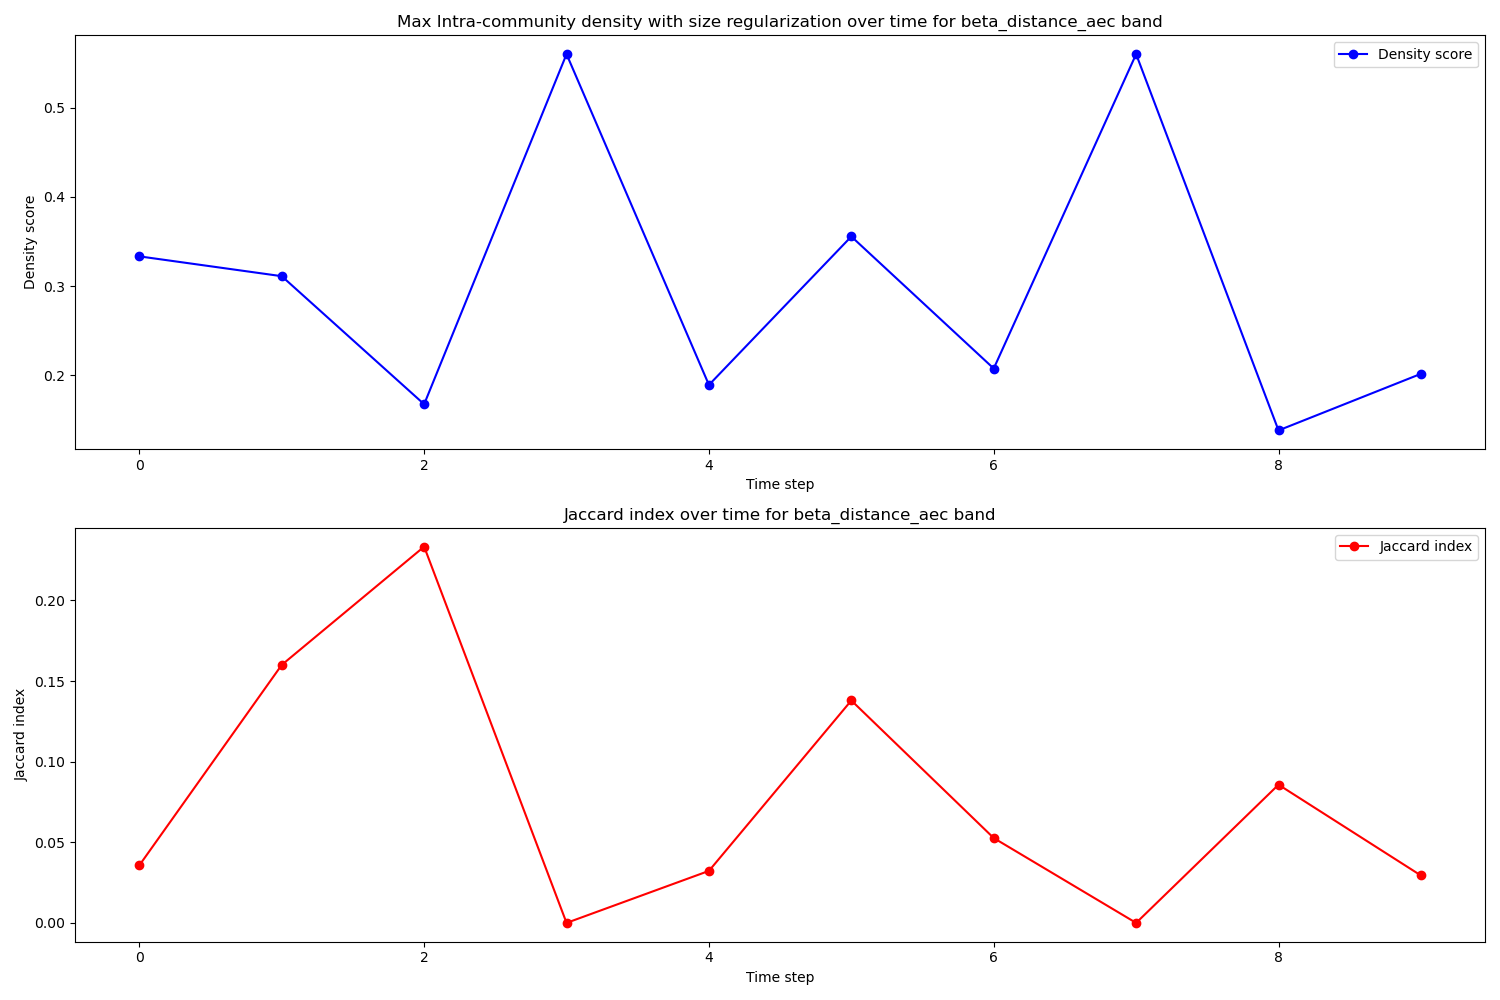 Max Intra-community density with size regularization over time for beta_distance_aec band
Density score
Density score
0.5
0.4
0.3
0.2
0 2 4 6 8
Time step
Jaccard index over time for beta_distance_aec band
Jaccard index
Jaccard index
0.20
0.15
0.10
0.05
0.00
0 2 4 6 8
Time step